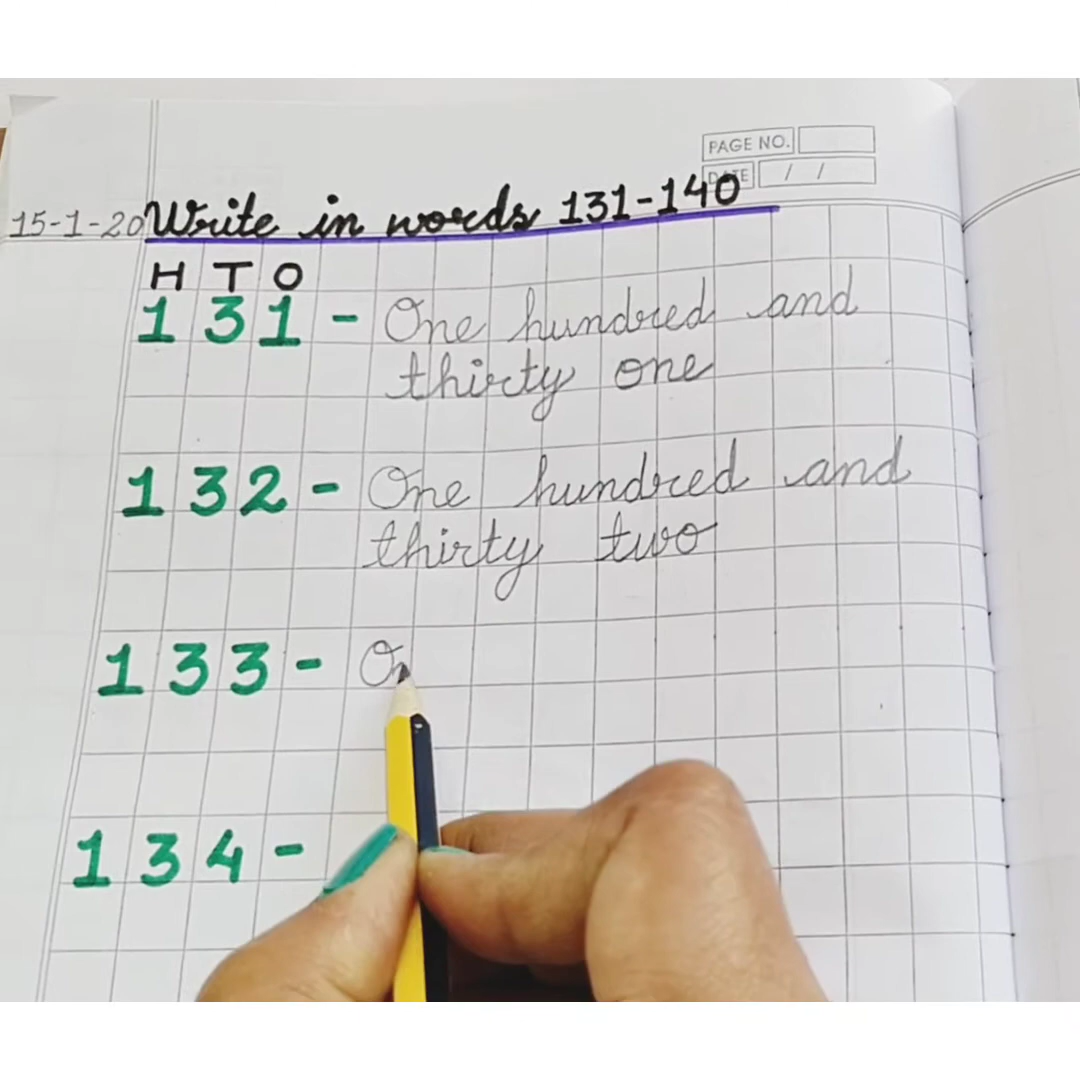 PAGE NO.
DATE / /
15-1-20 Write in words 131-140
H T O
131 - One hundred and
thirty one
132 - One hundred and
thirty two
133 - On
134 -